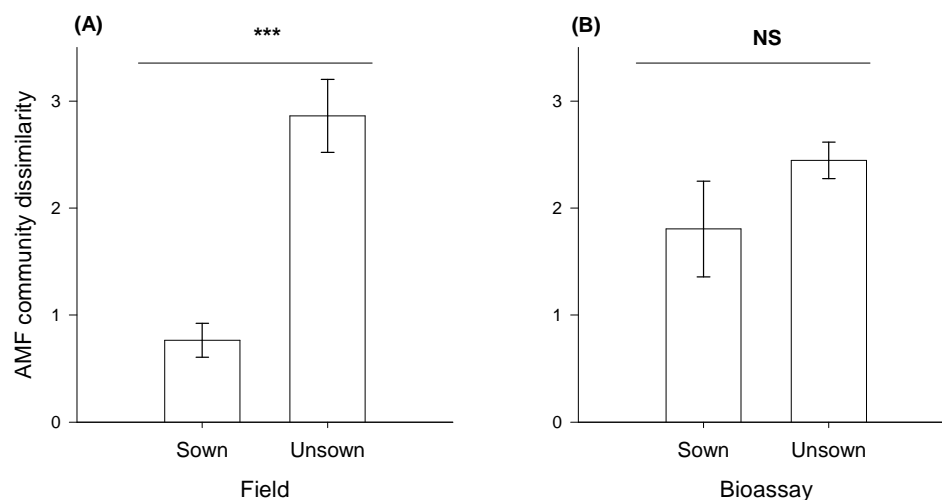 (A)
***
AMF community dissimilarity
3
2
1
0
Sown
Unsown
Field
(B)
NS
3
2
1
0
Sown
Unsown
Bioassay